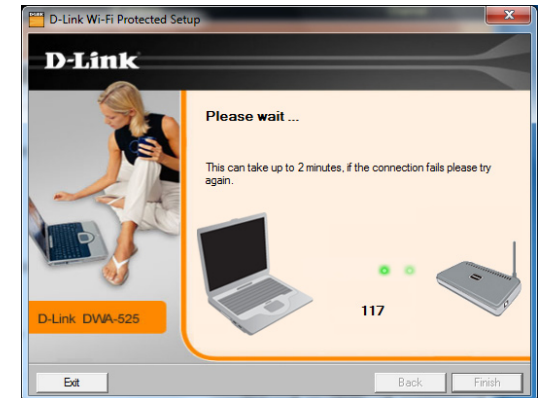 D-Link Wi-Fi Protected Setup
D-Link
Please wait ...
This can take up to 2 minutes, if the connection fails please try
again.
117
D-Link DWA-525
Exit
Back
Finish